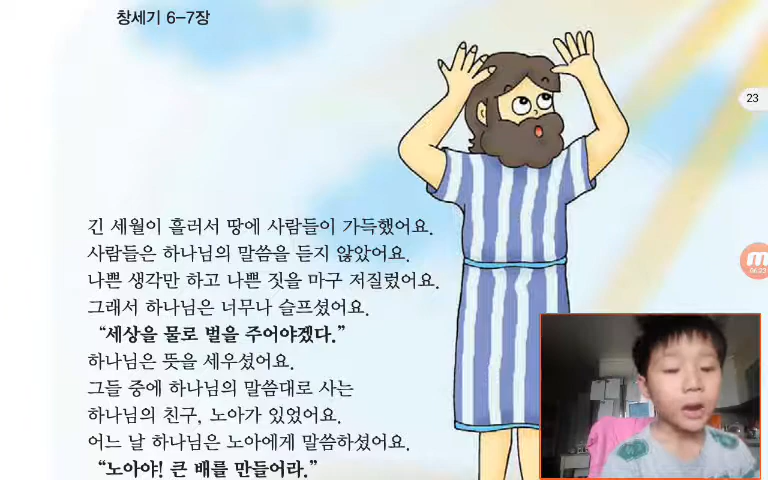 창세기 6-7장
23
긴 세월이 흘러서 땅에 사람들이 가득했어요.
사람들은 하나님의 말씀을 듣지 않았어요.
나쁜 생각만 하고 나쁜 짓을 마구 저질렀어요.
그래서 하나님은 너무나 슬프셨어요.
“세상을 물로 벌을 주어야겠다.”
하나님은 뜻을 세우셨어요.
그들 중에 하나님의 말씀대로 사는
하나님의 친구, 노아가 있었어요.
어느 날 하나님은 노아에게 말씀하셨어요.
“노아야! 큰 배를 만들어라.”